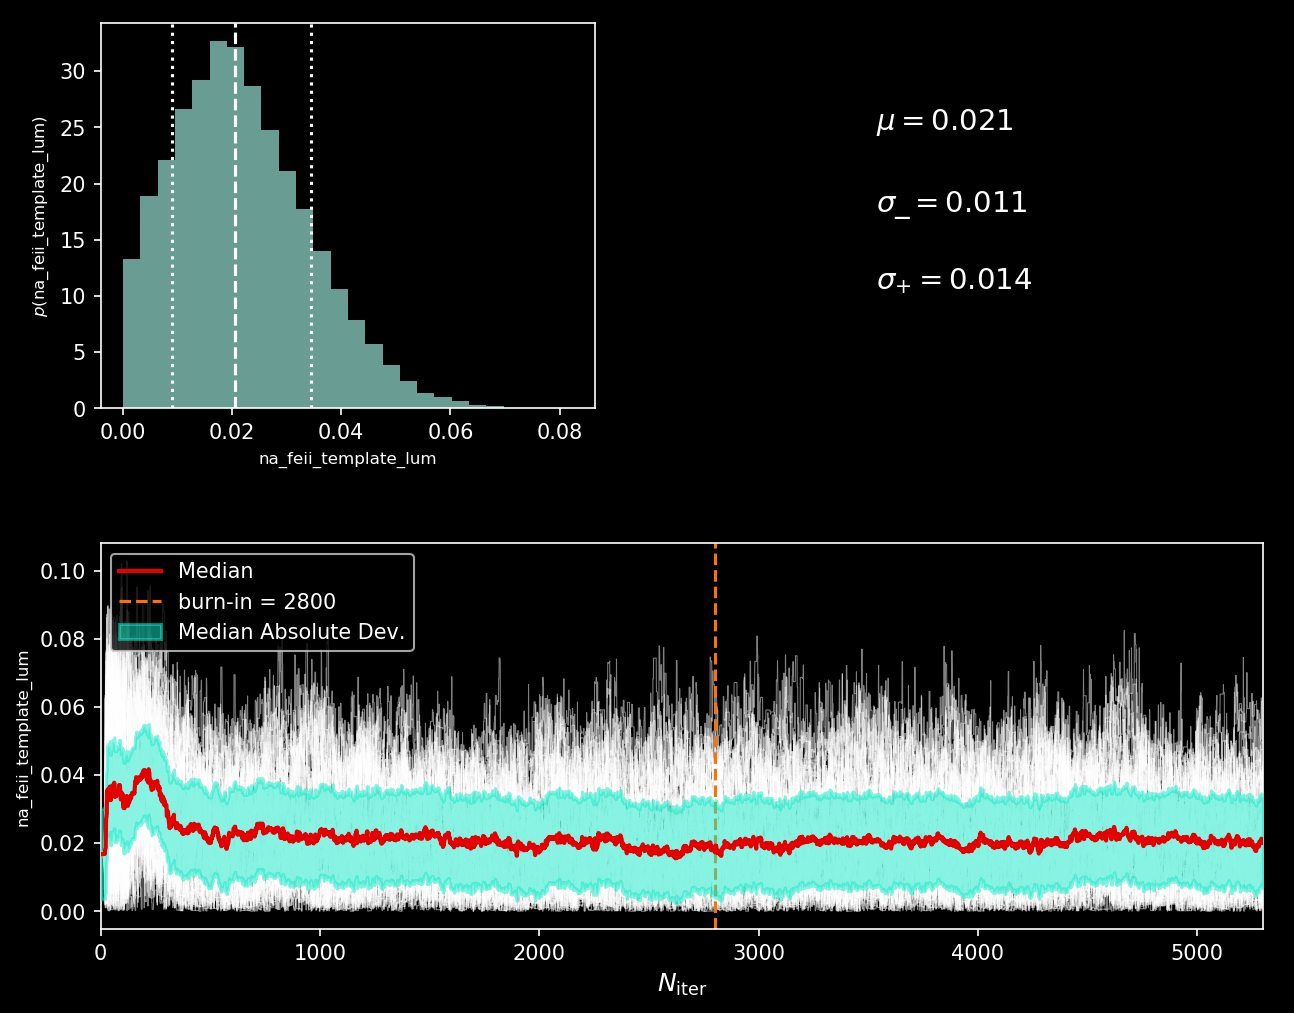 30
25
20
15
10
5
0
p(na_feii_template_lum)
0.00 0.02 0.04 0.06 0.08
na_feii_template_lum
μ = 0.021
σ₋ = 0.011
σ₊ = 0.014
0.10
0.08
0.06
0.04
0.02
0.00
na_feii_template_lum
Median
burn-in = 2800
Median Absolute Dev.
0 1000 2000 3000 4000 5000
N_iter